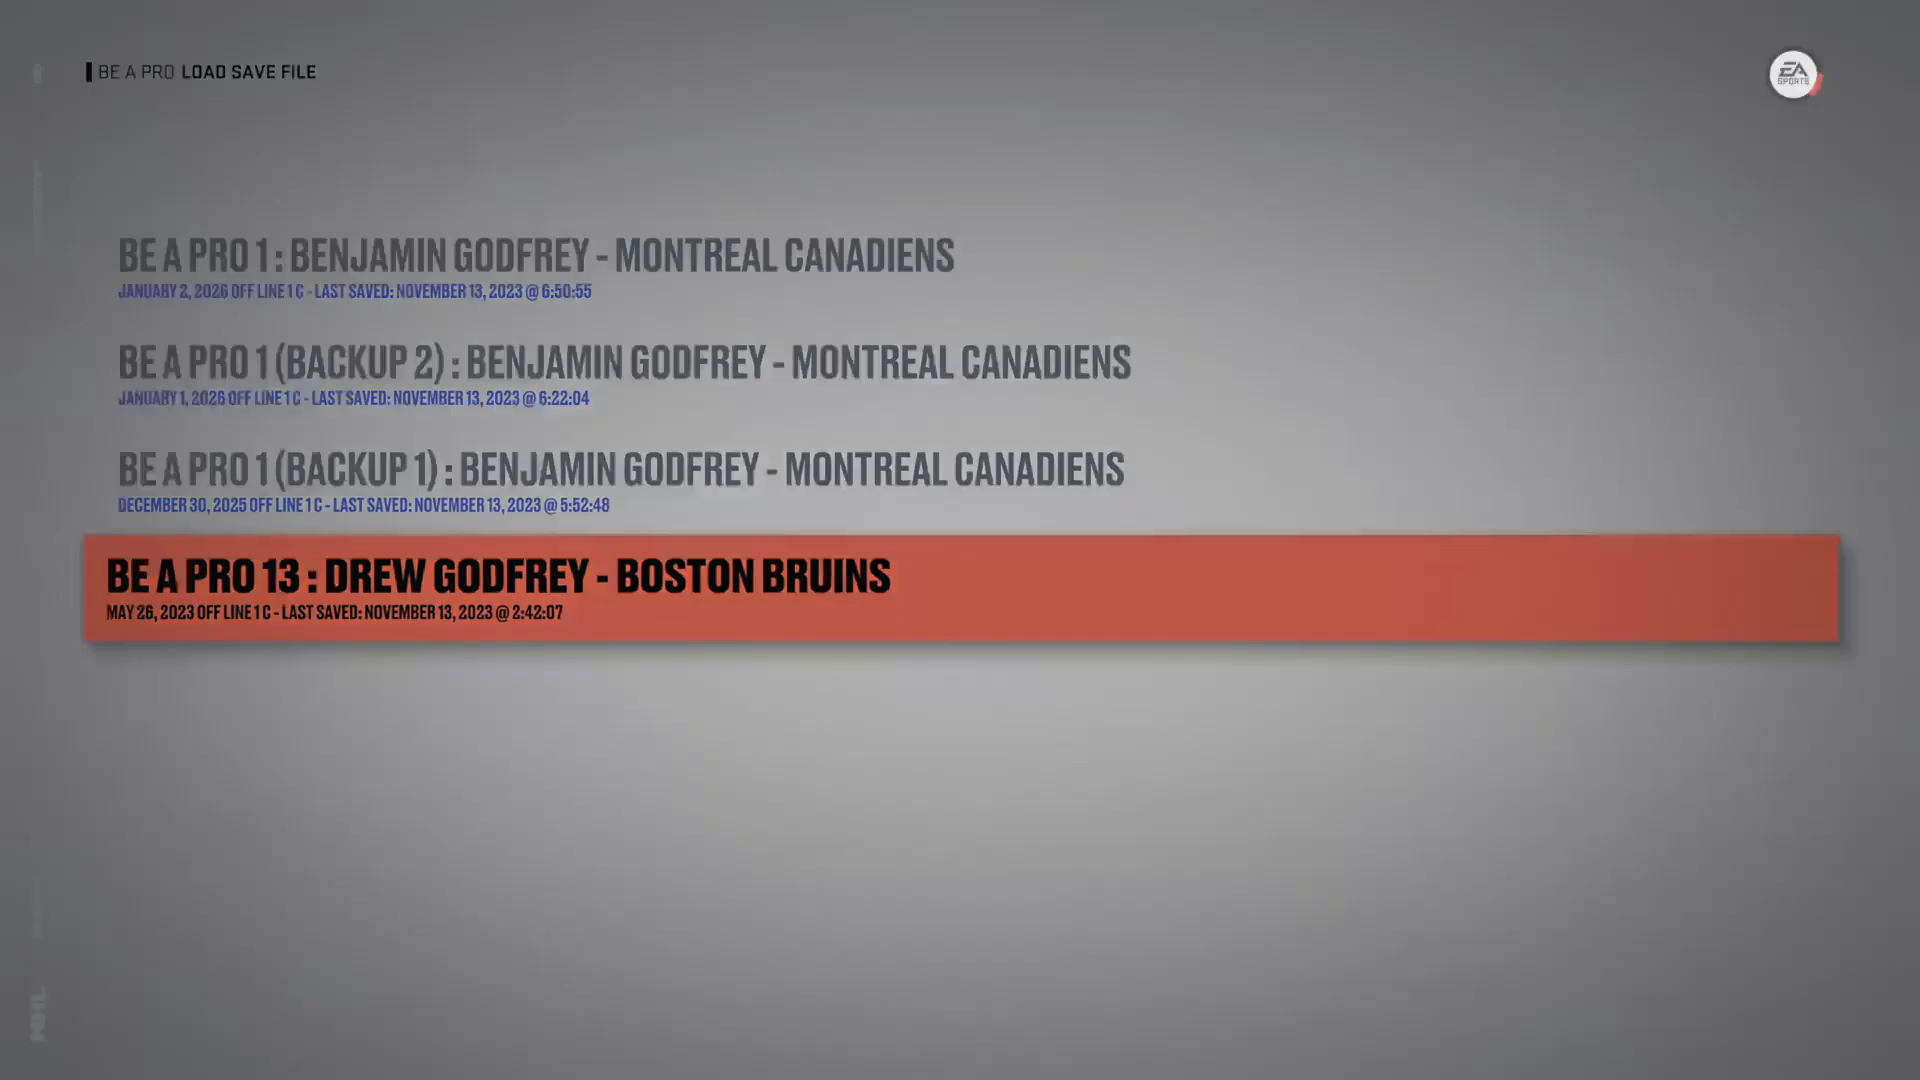 BE A PRO LOAD SAVE FILE
EA
SPORTS
BE A PRO 1 : BENJAMIN GODFREY - MONTREAL CANADIENS
JANUARY 2, 2026 OFF LINE 1 C - LAST SAVED: NOVEMBER 13, 2023 @ 6:50:55
BE A PRO 1 (BACKUP 2) : BENJAMIN GODFREY - MONTREAL CANADIENS
JANUARY 1, 2026 OFF LINE 1 C - LAST SAVED: NOVEMBER 13, 2023 @ 6:22:04
BE A PRO 1 (BACKUP 1) : BENJAMIN GODFREY - MONTREAL CANADIENS
DECEMBER 30, 2025 OFF LINE 1 C - LAST SAVED: NOVEMBER 13, 2023 @ 5:52:48
BE A PRO 13 : DREW GODFREY - BOSTON BRUINS
MAY 26, 2023 OFF LINE 1 C - LAST SAVED: NOVEMBER 13, 2023 @ 2:42:07
NHL